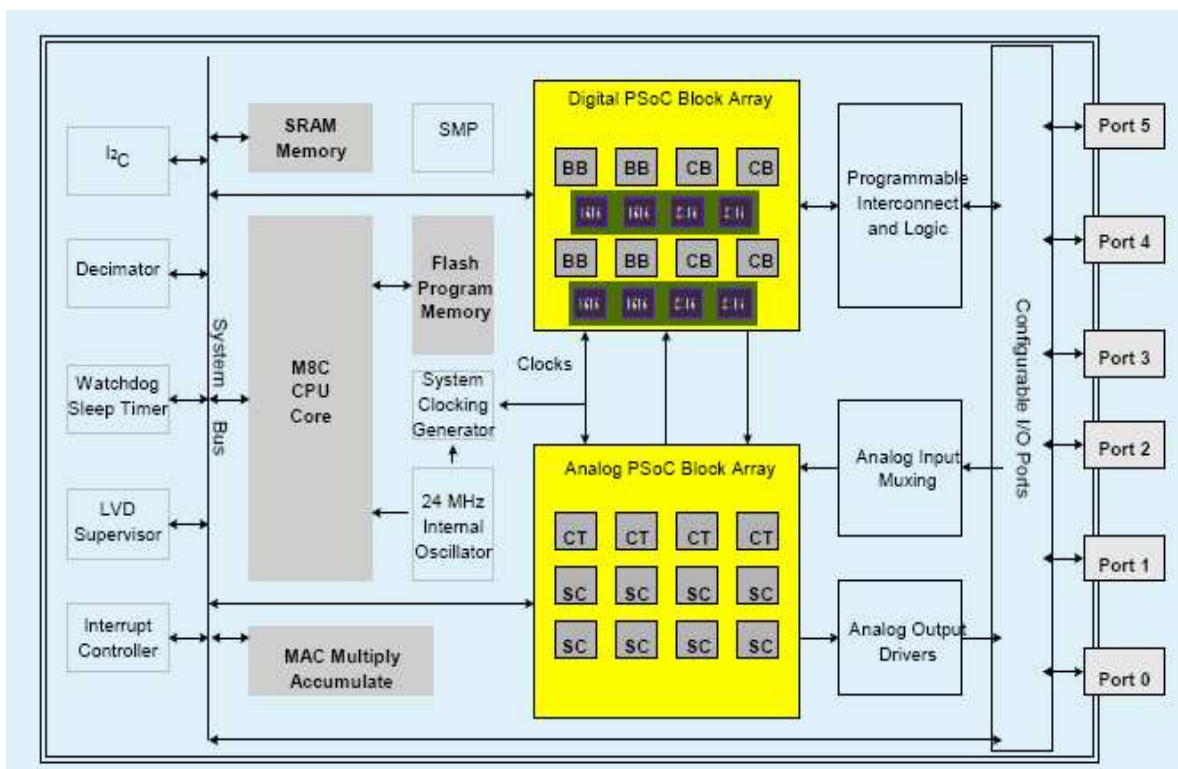 I2C
Decimator
Watchdog
Sleep Timer
LVD
Supervisor
Interrupt
Controller
System
Bus
SRAM
Memory
SMP
M8C
CPU
Core
Flash
Program
Memory
System
Clocking
Generator
24 MHz
Internal
Oscillator
MAC Multiply
Accumulate
Clocks
Digital PSoC Block Array
BB BB CB CB
BB BB CB CB
Analog PSoC Block Array
CT CT CT CT
SC SC SC SC
SC SC SC SC
Programmable
Interconnect
and Logic
Analog Input
Muxing
Analog Output
Drivers
Configurable I/O Ports
Port 5
Port 4
Port 3
Port 2
Port 1
Port 0